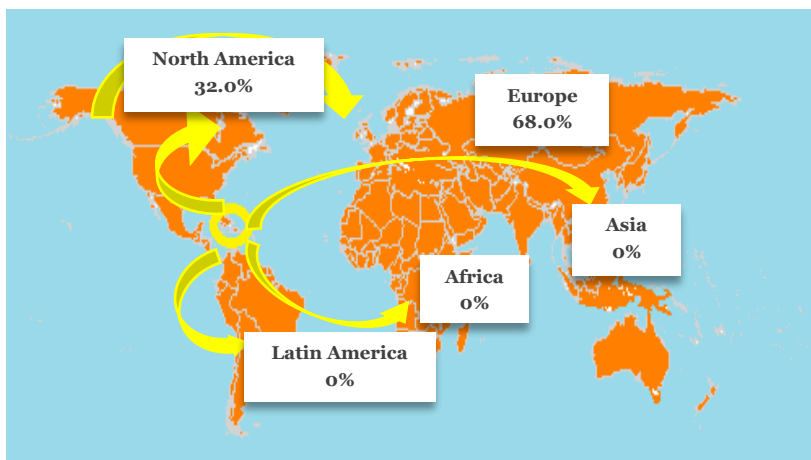 North America
32.0%
Europe
68.0%
Asia
0%
Africa
0%
Latin America
0%